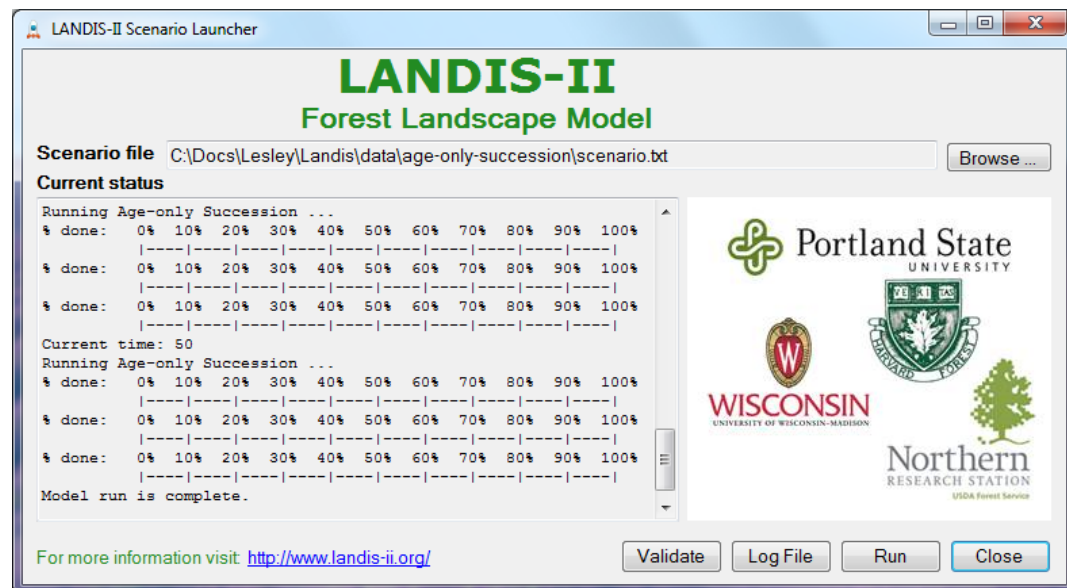 LANDIS-II Scenario Launcher
LANDIS-II
Forest Landscape Model
Scenario file C:\Docs\Lesley\Landis\data\age-only-succession\scenario.txt Browse ...
Current status
Running Age-only Succession ...
% done: 0% 10% 20% 30% 40% 50% 60% 70% 80% 90% 100%
|----|----|----|----|----|----|----|----|----|----|
% done: 0% 10% 20% 30% 40% 50% 60% 70% 80% 90% 100%
|----|----|----|----|----|----|----|----|----|----|
% done: 0% 10% 20% 30% 40% 50% 60% 70% 80% 90% 100%
|----|----|----|----|----|----|----|----|----|----|
Current time: 50
Running Age-only Succession ...
% done: 0% 10% 20% 30% 40% 50% 60% 70% 80% 90% 100%
|----|----|----|----|----|----|----|----|----|----|
% done: 0% 10% 20% 30% 40% 50% 60% 70% 80% 90% 100%
|----|----|----|----|----|----|----|----|----|----|
% done: 0% 10% 20% 30% 40% 50% 60% 70% 80% 90% 100%
|----|----|----|----|----|----|----|----|----|----|
Model run is complete.
Portland State
UNIVERSITY
VE RI TAS
HARVARD FOREST
W
WISCONSIN
UNIVERSITY OF WISCONSIN-MADISON
Northern
RESEARCH STATION
USDA Forest Service
For more information visit: http://www.landis-ii.org/ Validate Log File Run Close